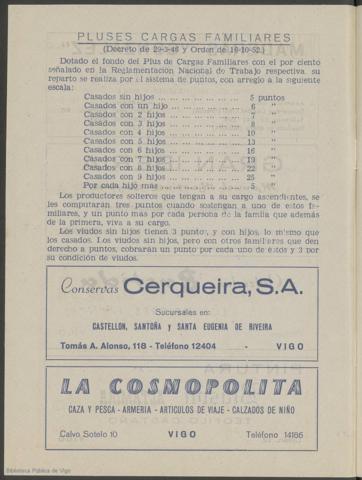 PLUSES CARGAS FAMILIARES
(Decreto de 29-3-46 y Orden de 16-10-52.)
Dotado el fondo del Plus de Cargas Familiares con el por ciento
señalado en la Reglamentación Nacional de Trabajo respectiva su
reparto se realiza por el sistema de puntos, con arreglo a la siguiente
escala:
Casados sin hijos ... ... ... ... ... 5 puntos
Casados con un hijo ... ... ... ... ... 6 "
Casados con 2 hijos ... ... ... ... ... 7 "
Casados con 3 hijos ... ... ... ... ... 8 "
Casados con 4 hijos ... ... ... ... ... 10 "
Casados con 5 hijos ... ... ... ... ... 13 "
Casados con 6 hijos ... ... ... ... ... 16 "
Casados con 7 hijos ... ... ... ... ... 19 "
Casados con 8 hijos ... ... ... ... ... 22 "
Casados con 9 hijos ... ... ... ... ... 25 "
Por cada hijo mas ... ... ... ... ... 5 "
Los productores solteros que tengan a su cargo ascendientes, se
les computarán tres puntos cuando sostengan a uno de estos fa-
miliares, y un punto más por cada persona de la familia que además
de la primera, viva a su cargo.
Los viudos sin hijos tienen 3 puntos, y con hijos, lo mismo que
los casados. Los viudos sin hijos, pero con otros familiares que den
derecho a puntos, cobrarán un punto por cada uno de estos y 3 por
su condición de viudos.
Conservas Cerqueira, S.A.
Sucursales en:
CASTELLON, SANTOÑA y SANTA EUGENIA DE RIVEIRA
Tomás A. Alonso, 118 - Teléfono 12404 - VIGO
LA COSMOPOLITA
CAZA Y PESCA - ARMERIA - ARTICULOS DE VIAJE - CALZADOS DE NIÑO
Calvo Sotelo 10 VIGO Teléfono 14166
Biblioteca Pública de Vigo